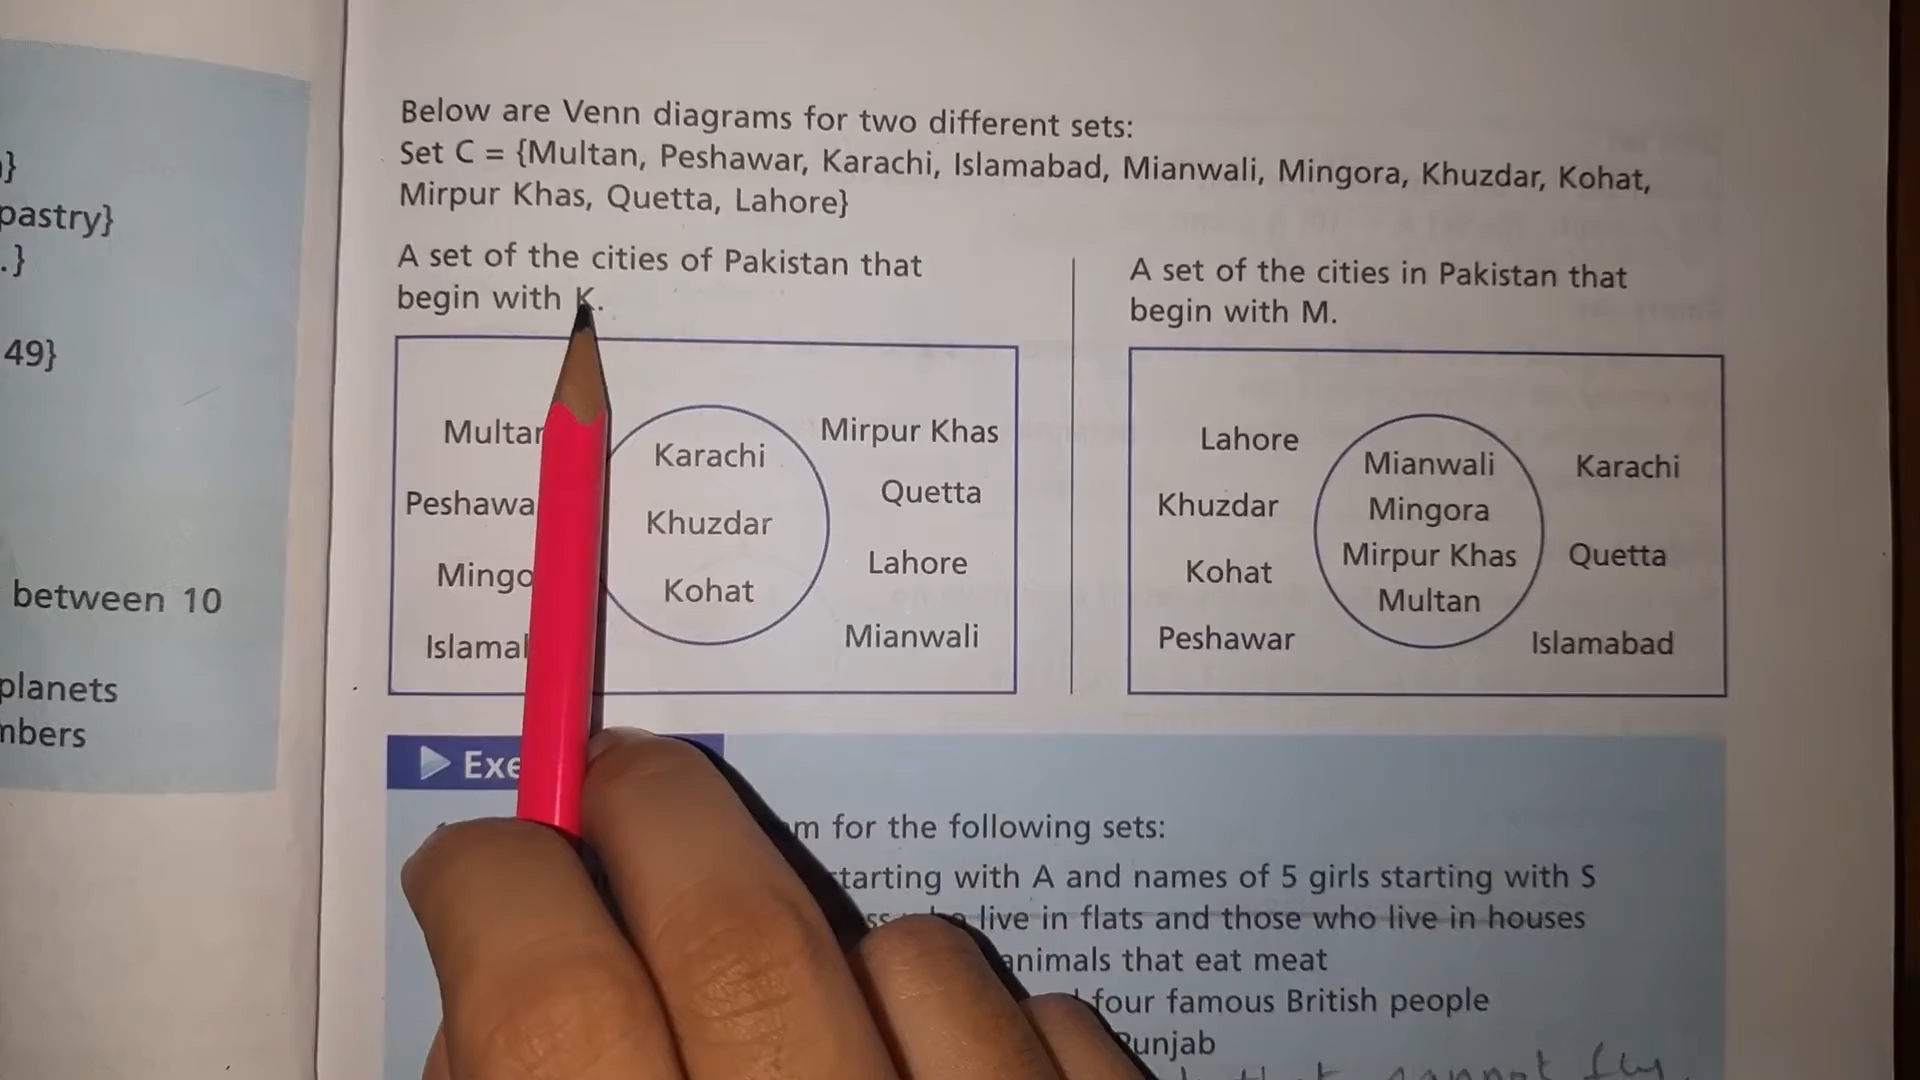 }
pastry}
.}
49}
between 10
planets
Below are Venn diagrams for two different sets:
Set C = {Multan, Peshawar, Karachi, Islamabad, Mianwali, Mingora, Khuzdar, Kohat,
Mirpur Khas, Quetta, Lahore}
A set of the cities of Pakistan that
begin with K.
Karachi
Khuzdar
Kohat
Mirpur Khas
Quetta
Lahore
Mianwali
A set of the cities in Pakistan that
begin with M.
Lahore
Khuzdar
Kohat
Peshawar
Mianwali
Mingora
Mirpur Khas
Multan
Karachi
Quetta
Islamabad
for the following sets:
with A and names of 5 girls starting with S
live in flats and those who live in houses
animals that eat meat
four famous British people
Punjab
cannot fly